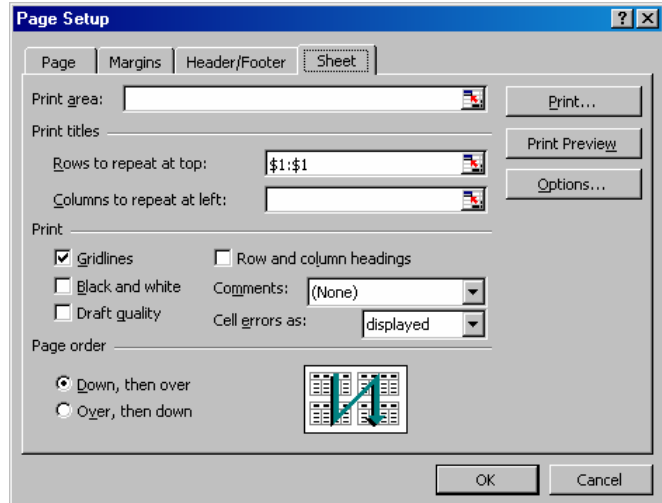 Page Setup
Page Margins Header/Footer Sheet
Print area:
Print...
Print titles
Print Preview
Rows to repeat at top: $1:$1
Options...
Columns to repeat at left:
Print
Gridlines Row and column headings
Black and white Comments: (None)
Draft quality Cell errors as: displayed
Page order
Down, then over
Over, then down
OK Cancel